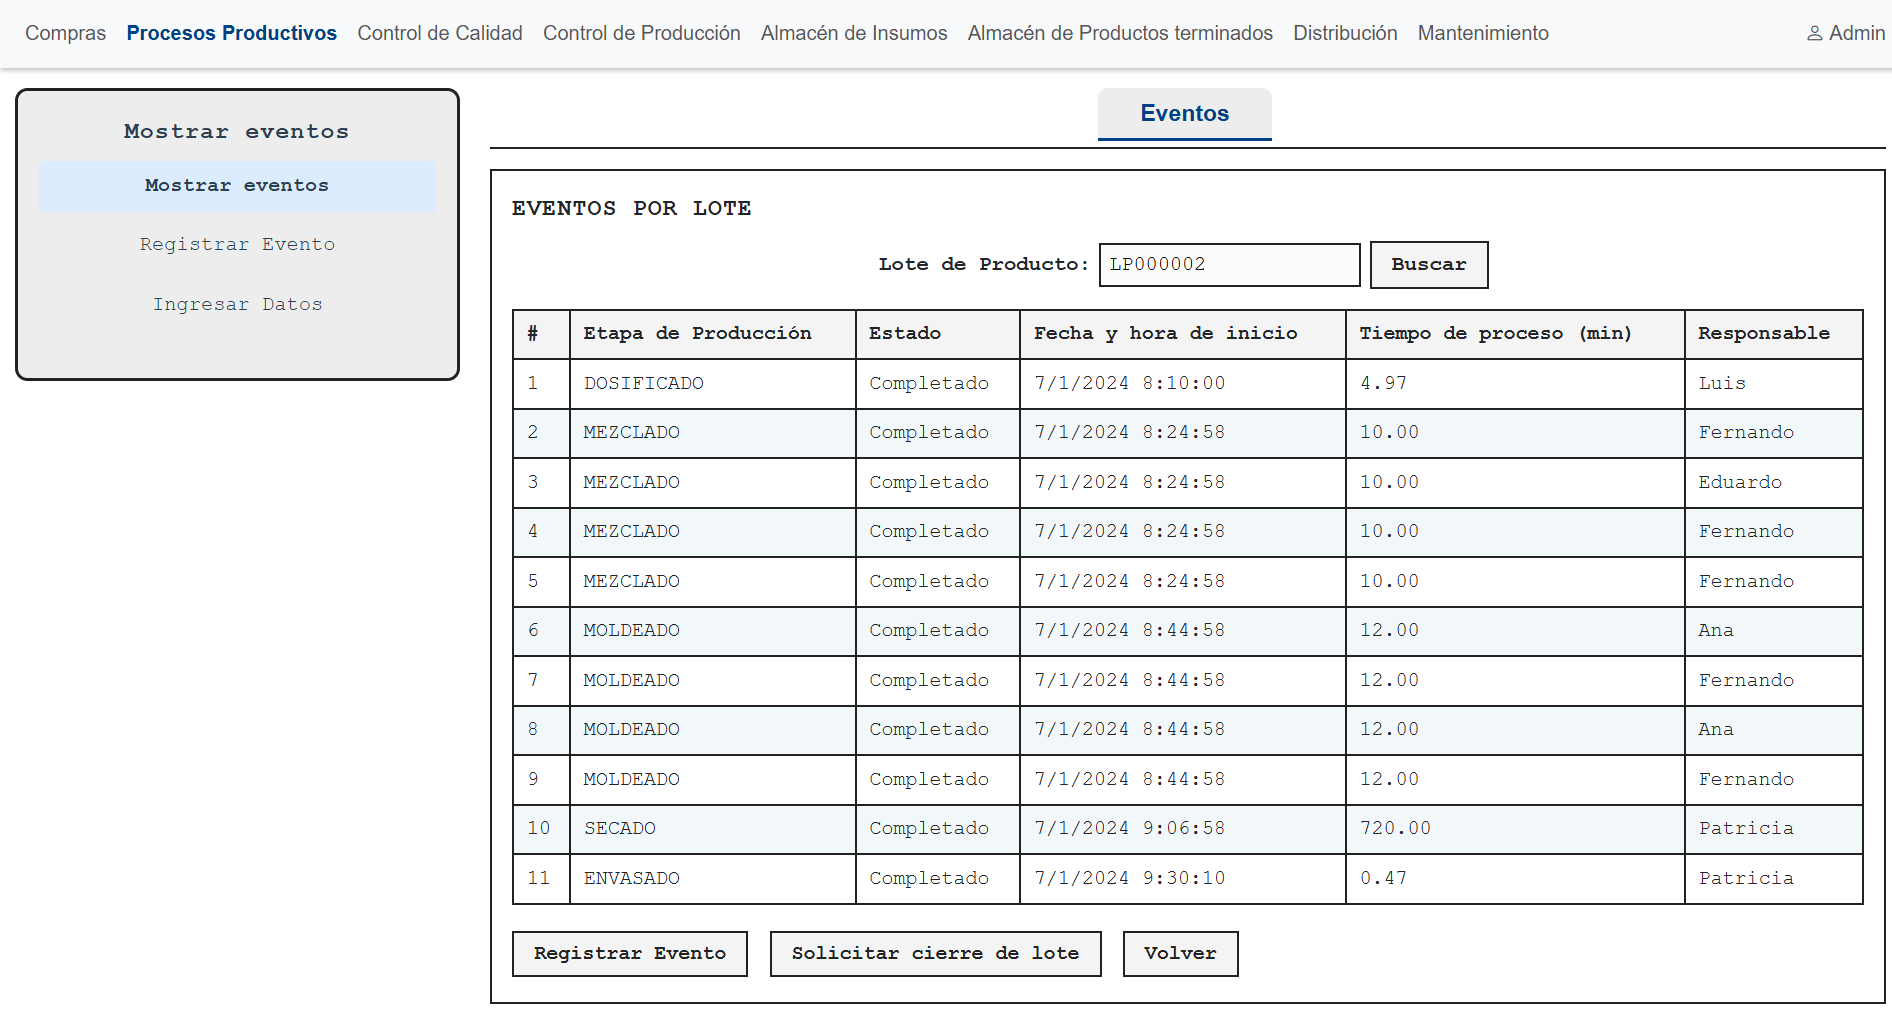 Compras Procesos Productivos Control de Calidad Control de Producción Almacén de Insumos Almacén de Productos terminados Distribución Mantenimiento Admin
Mostrar eventos
Mostrar eventos
Registrar Evento
Ingresar Datos
Eventos
EVENTOS POR LOTE
Lote de Producto: LP000002 Buscar
# Etapa de Producción Estado Fecha y hora de inicio Tiempo de proceso (min) Responsable
1 DOSIFICADO Completado 7/1/2024 8:10:00 4.97 Luis
2 MEZCLADO Completado 7/1/2024 8:24:58 10.00 Fernando
3 MEZCLADO Completado 7/1/2024 8:24:58 10.00 Eduardo
4 MEZCLADO Completado 7/1/2024 8:24:58 10.00 Fernando
5 MEZCLADO Completado 7/1/2024 8:24:58 10.00 Fernando
6 MOLDEADO Completado 7/1/2024 8:44:58 12.00 Ana
7 MOLDEADO Completado 7/1/2024 8:44:58 12.00 Fernando
8 MOLDEADO Completado 7/1/2024 8:44:58 12.00 Ana
9 MOLDEADO Completado 7/1/2024 8:44:58 12.00 Fernando
10 SECADO Completado 7/1/2024 9:06:58 720.00 Patricia
11 ENVASADO Completado 7/1/2024 9:30:10 0.47 Patricia
Registrar Evento Solicitar cierre de lote Volver